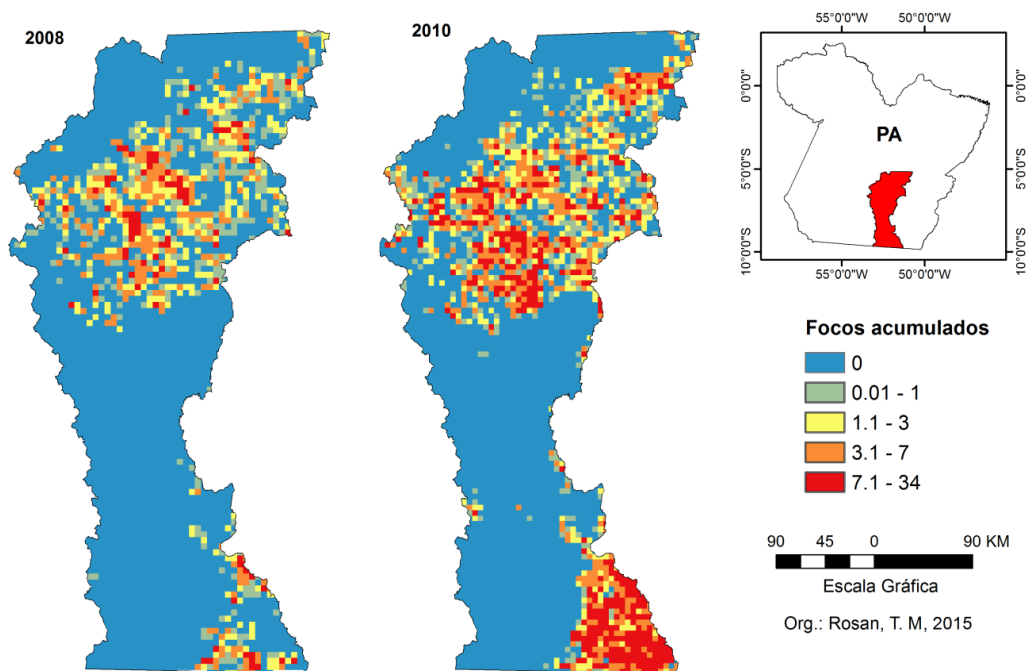 2008
2010
55°0'0"W 50°0'0"W
0°0'0"
5°0'0"S
10°0'0"S
PA
0°0'0"
5°0'0"S
10°0'0"S
55°0'0"W 50°0'0"W
Focos acumulados
0
0.01 - 1
1.1 - 3
3.1 - 7
7.1 - 34
90 45 0 90 KM
Escala Gráfica
Org.: Rosan, T. M, 2015